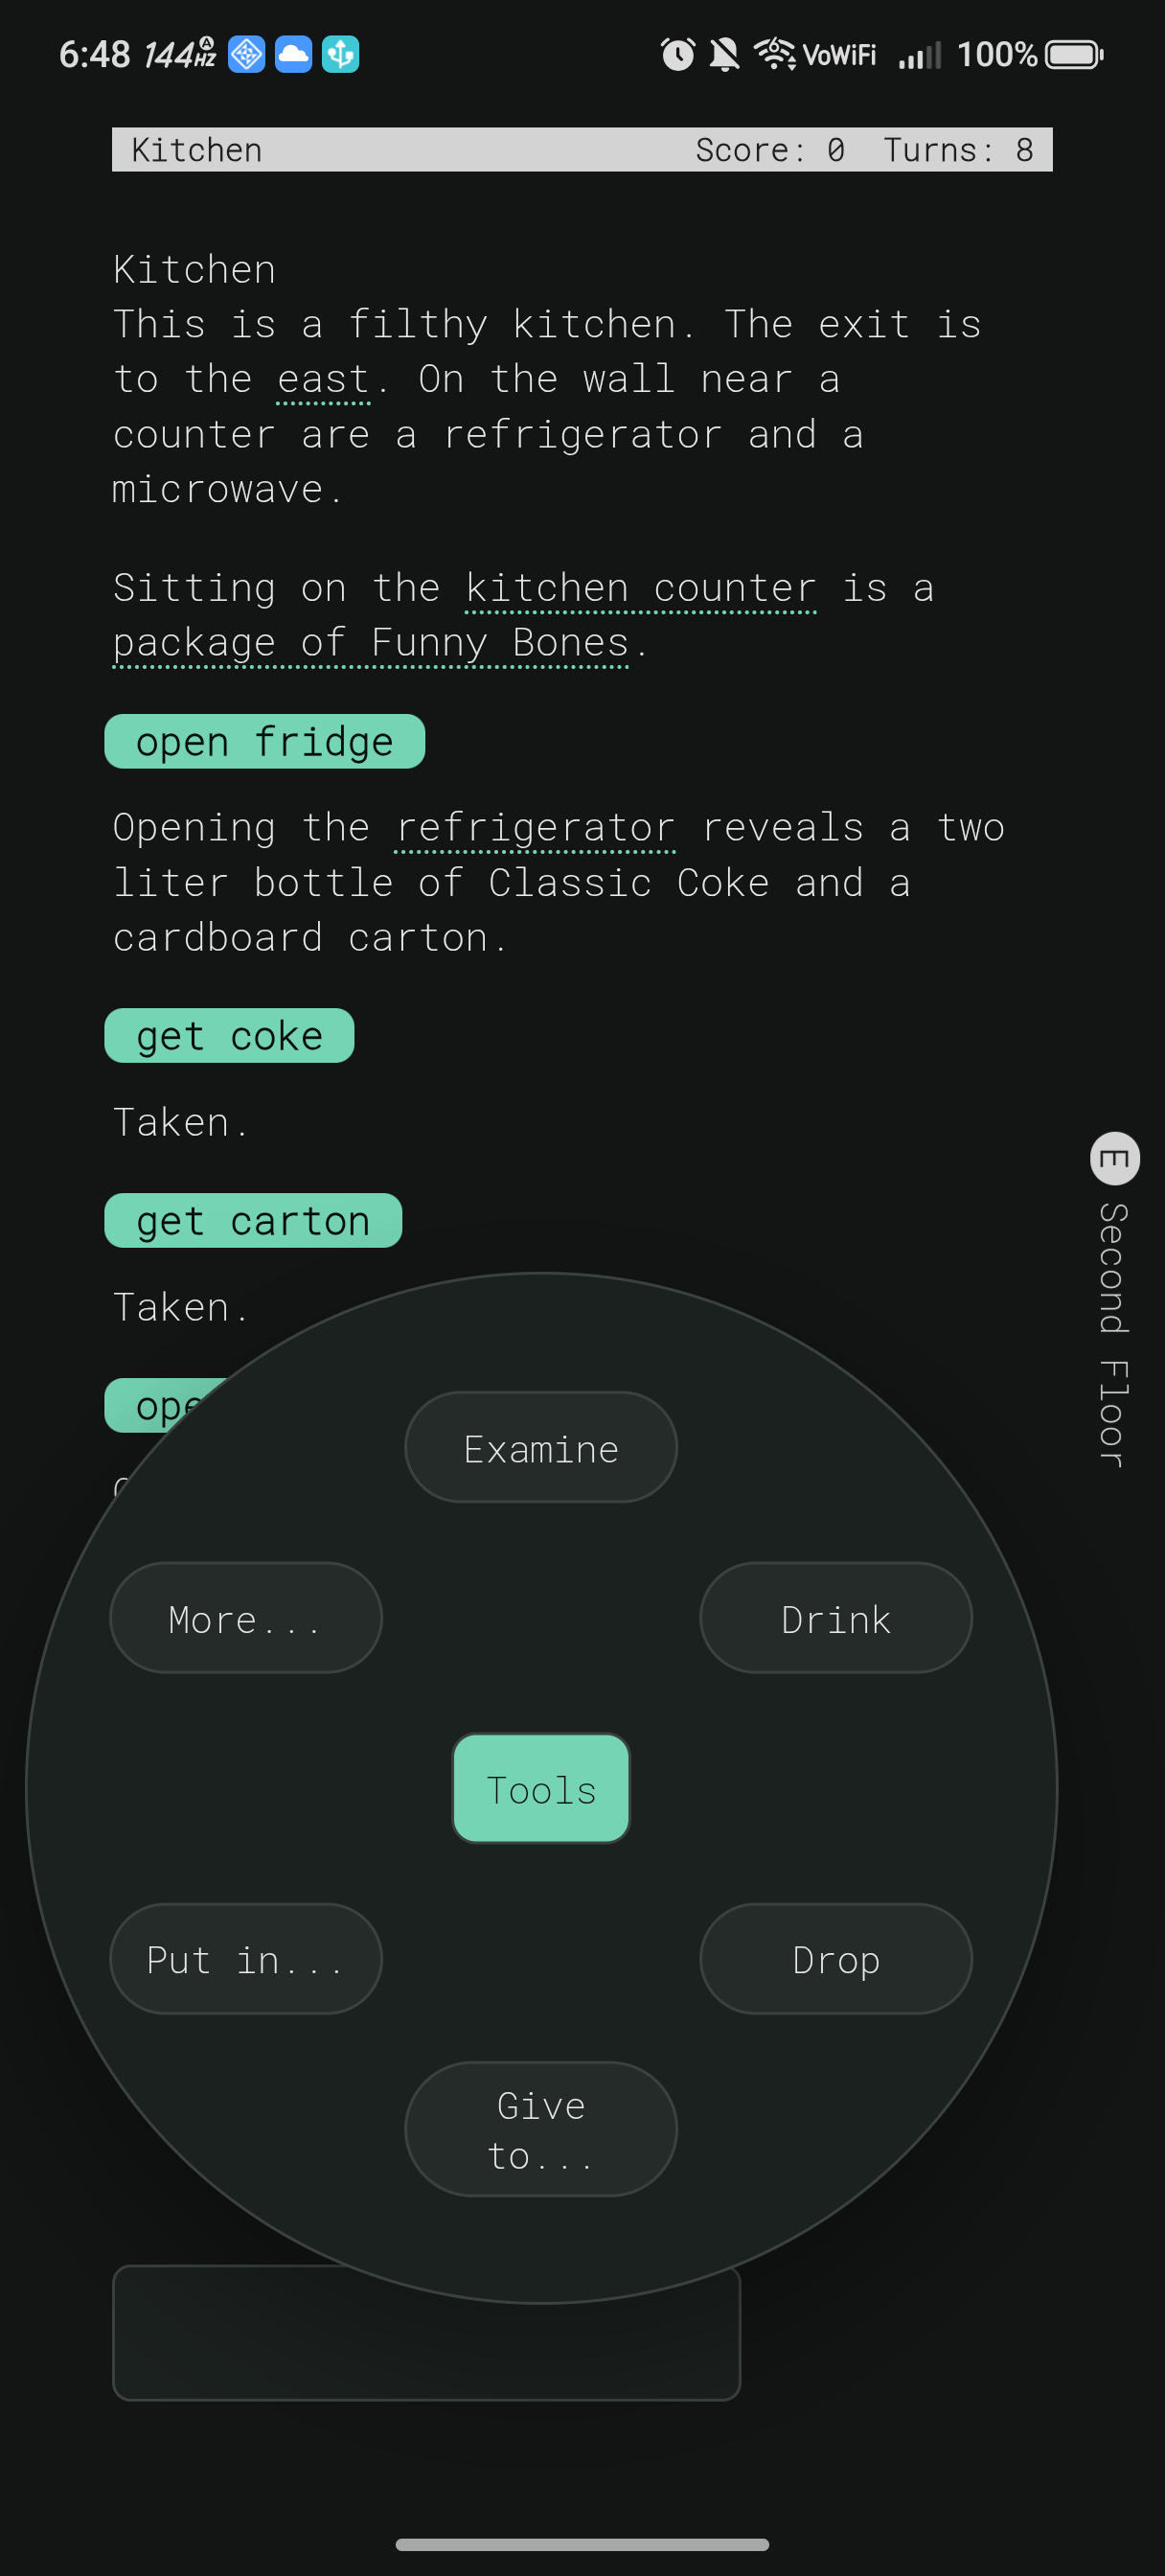 6:48 144HZ VoWiFi 100%
Kitchen Score: 0 Turns: 8
Kitchen
This is a filthy kitchen. The exit is
to the east. On the wall near a
counter are a refrigerator and a
microwave.
Sitting on the kitchen counter is a
package of Funny Bones.
open fridge
Opening the refrigerator reveals a two
liter bottle of Classic Coke and a
cardboard carton.
get coke
Taken.
get carton
Taken.
E Second Floor
Examine
More... Drink
Tools
Put in... Drop
Give
to...